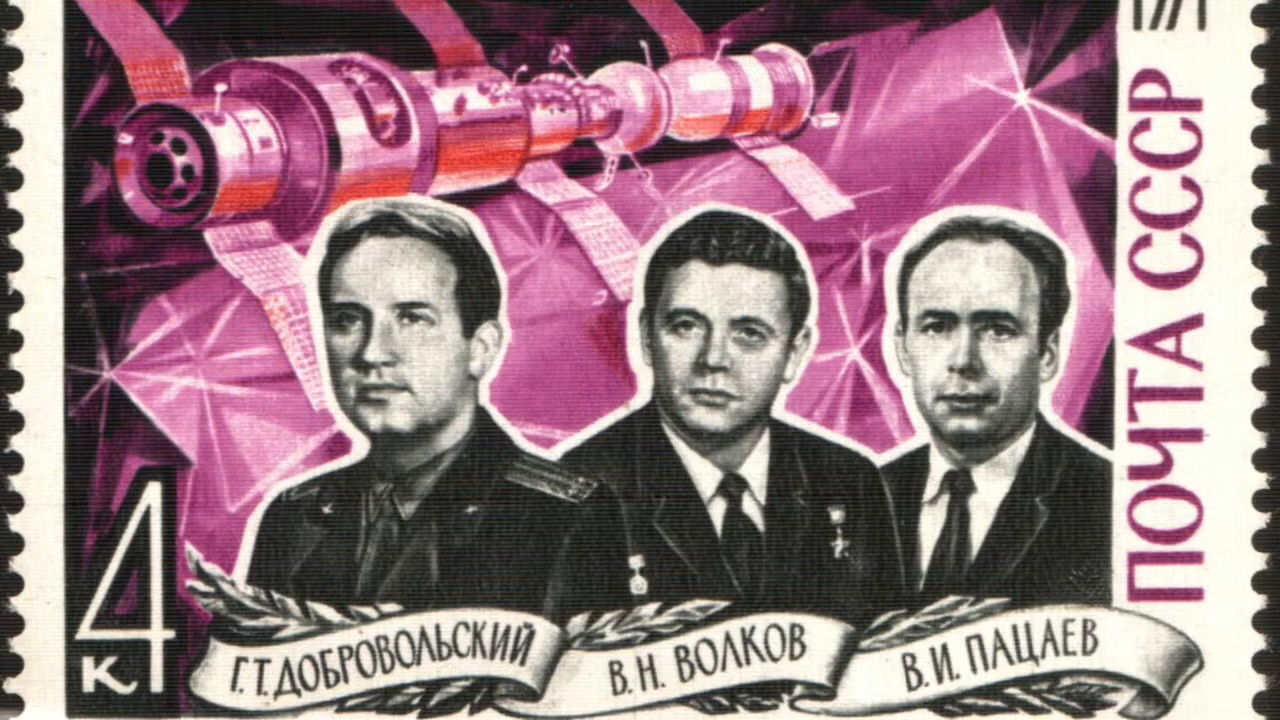 ПОЧТА СССР
4
к
Г.Т. ДОБРОВОЛЬСКИЙ
В.Н. ВОЛКОВ
В.И. ПАЦАЕВ